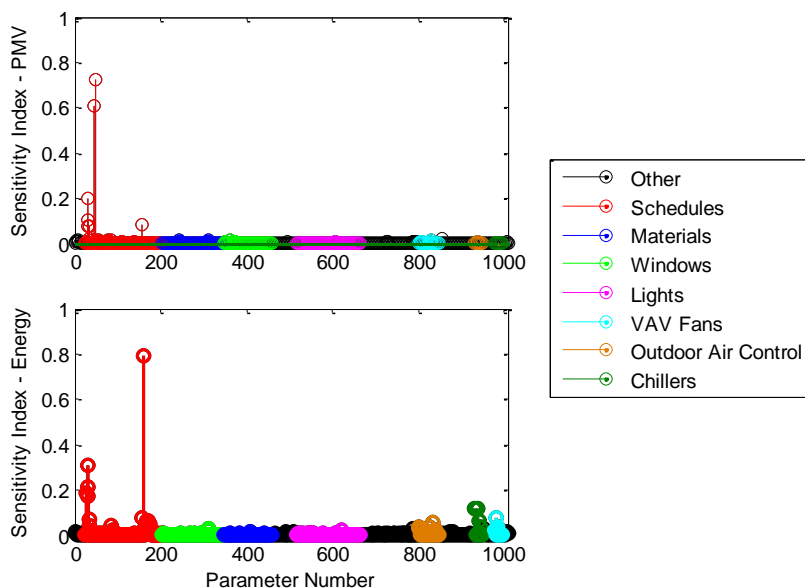 1
0.8
0.6
0.4
0.2
0
Sensitivity Index - PMV
0 200 400 600 800 1000
1
0.8
0.6
0.4
0.2
0
Sensitivity Index - Energy
0 200 400 600 800 1000
Parameter Number
Other
Schedules
Materials
Windows
Lights
VAV Fans
Outdoor Air Control
Chillers